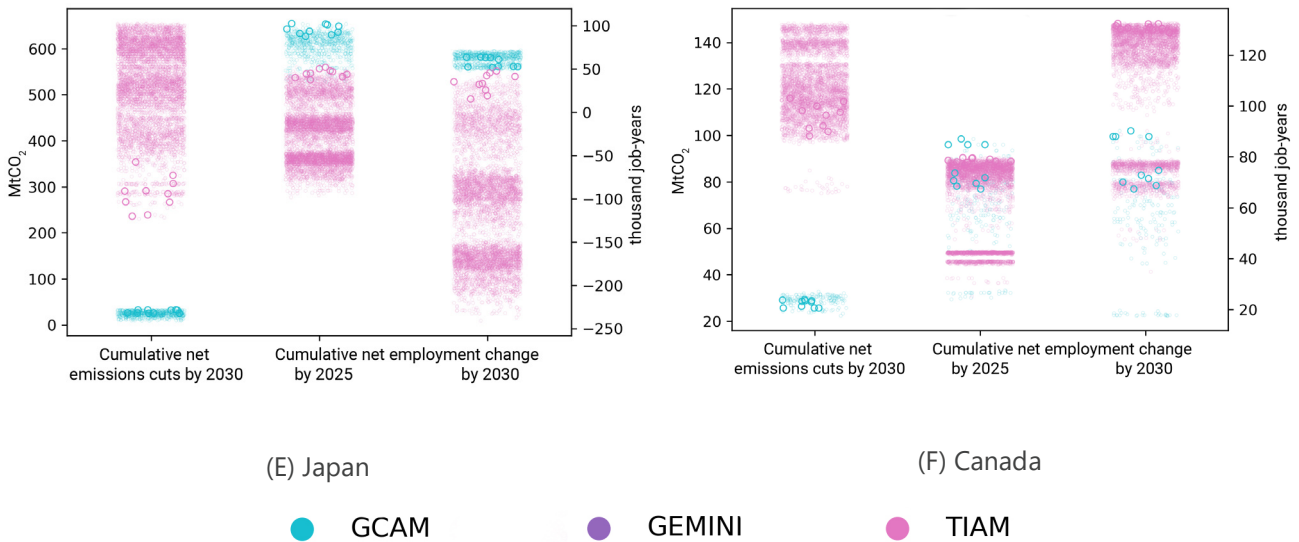 600
500
400
300
200
100
0
MtCO2
100
50
0
−50
−100
−150
−200
−250
thousand job-years
Cumulative net
emissions cuts by 2030
Cumulative net employment change
by 2025
by 2030
(E) Japan
140
120
100
80
60
40
20
MtCO2
120
100
80
60
40
20
thousand job-years
Cumulative net
emissions cuts by 2030
Cumulative net employment change
by 2025
by 2030
(F) Canada
GCAM
GEMINI
TIAM